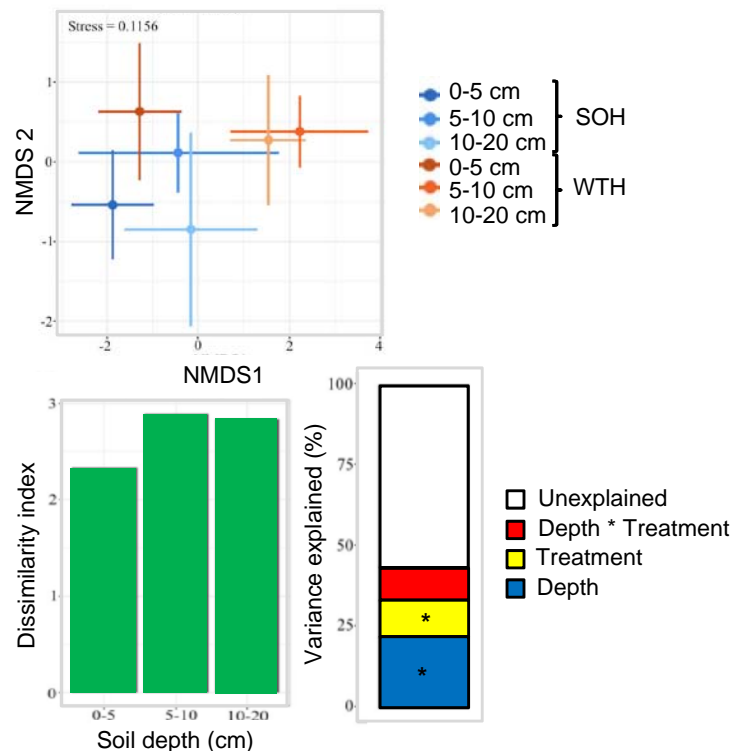 Stress = 0.1156
NMDS 2
1
0
-1
-2
-2
0
2
4
NMDS1
0-5 cm
5-10 cm
10-20 cm
SOH
0-5 cm
5-10 cm
10-20 cm
WTH
Dissimilarity index
3
2
1
0
0-5
5-10
10-20
Soil depth (cm)
Variance explained (%)
100
75
50
25
0
*
*
Unexplained
Depth * Treatment
Treatment
Depth